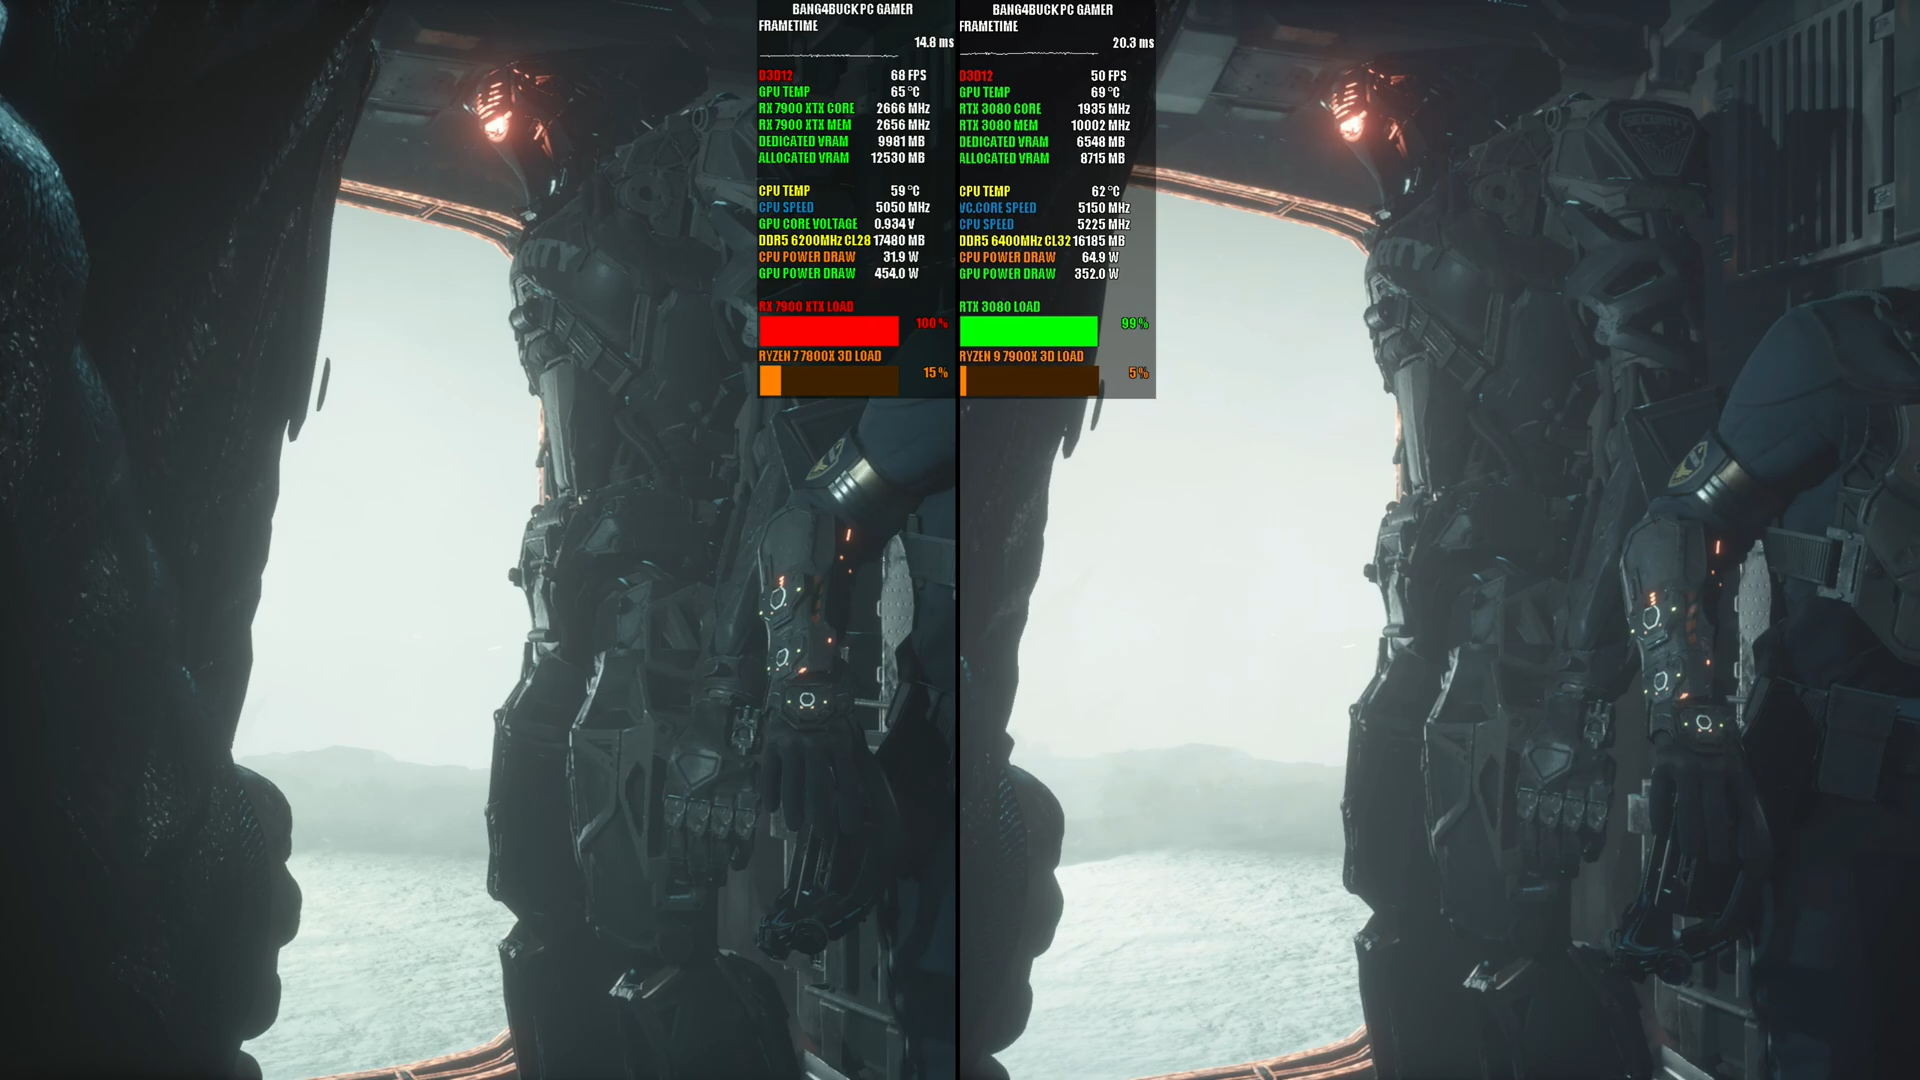 BANG4BUCK PC GAMER
FRAMETIME
14.8 ms
D3D12 68 FPS
GPU TEMP 65 °C
RX 7900 XTX CORE 2666 MHz
RX 7900 XTX MEM 2656 MHz
DEDICATED VRAM 9981 MB
ALLOCATED VRAM 12530 MB
CPU TEMP 59 °C
CPU SPEED 5050 MHz
GPU CORE VOLTAGE 0.934 V
DDR5 6200MHz CL28 17480 MB
CPU POWER DRAW 31.9 W
GPU POWER DRAW 454.0 W
RX 7900 XTX LOAD
100 %
RYZEN 7 7800X 3D LOAD
15 %
BANG4BUCK PC GAMER
FRAMETIME
20.3 ms
D3D12 50 FPS
GPU TEMP 69 °C
RTX 3080 CORE 1935 MHz
RTX 3080 MEM 10002 MHz
DEDICATED VRAM 6548 MB
ALLOCATED VRAM 8715 MB
CPU TEMP 62 °C
VC.CORE SPEED 5150 MHz
CPU SPEED 5225 MHz
DDR5 6400MHz CL32 16185 MB
CPU POWER DRAW 64.9 W
GPU POWER DRAW 352.0 W
RTX 3080 LOAD
99 %
RYZEN 9 7900X 3D LOAD
5 %
SECURITY
RITY
RITY